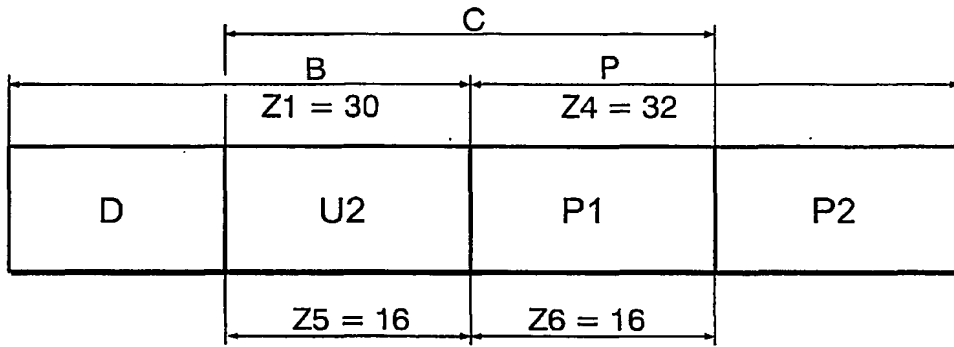 C
B P
Z1 = 30 Z4 = 32
D U2 P1 P2
Z5 = 16 Z6 = 16